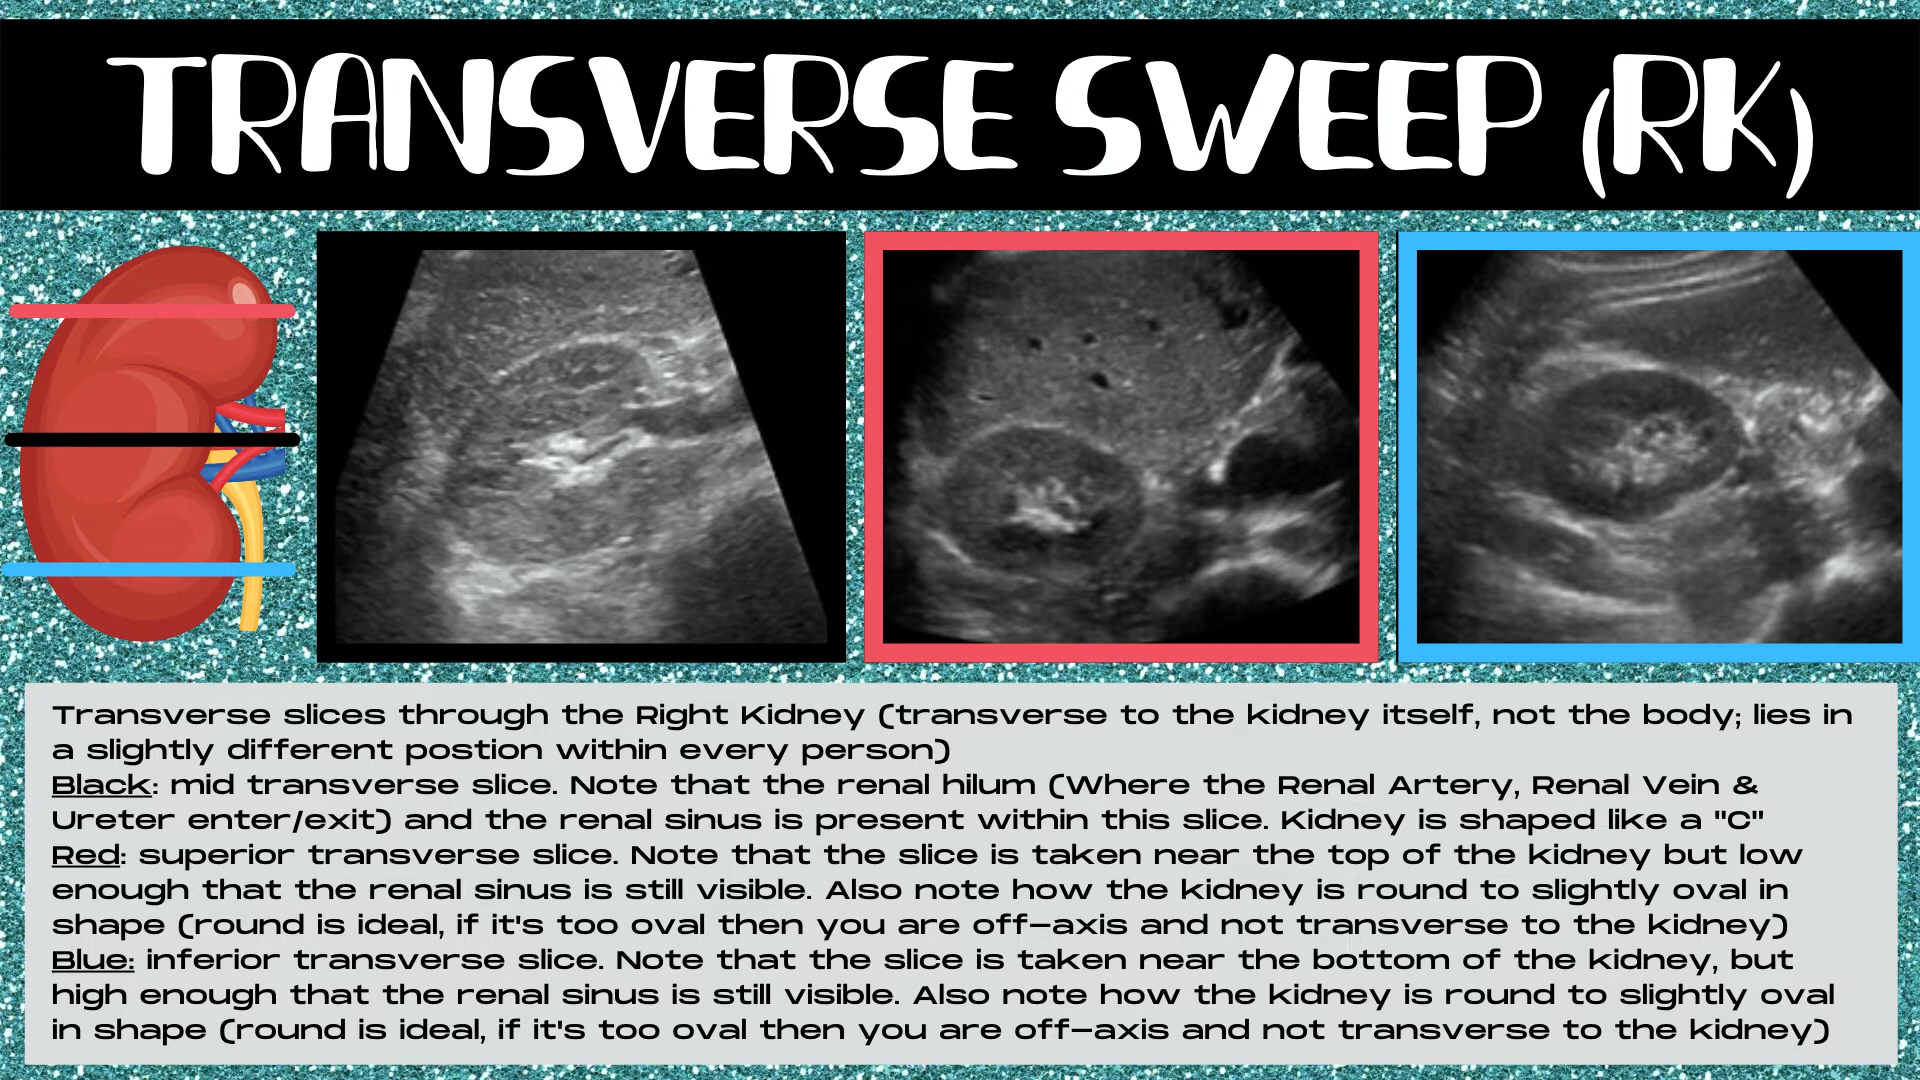 TRANSVERSE SWEEP (RK)
Transverse slices through the Right Kidney (transverse to the kidney itself, not the body; lies in
a slightly different postion within every person)
Black: mid transverse slice. Note that the renal hilum (Where the Renal Artery, Renal Vein &
Ureter enter/exit) and the renal sinus is present within this slice. Kidney is shaped like a "C"
Red: superior transverse slice. Note that the slice is taken near the top of the kidney but low
enough that the renal sinus is still visible. Also note how the kidney is round to slightly oval in
shape (round is ideal, if it's too oval then you are off-axis and not transverse to the kidney)
Blue: inferior transverse slice. Note that the slice is taken near the bottom of the kidney, but
high enough that the renal sinus is still visible. Also note how the kidney is round to slightly oval
in shape (round is ideal, if it's too oval then you are off-axis and not transverse to the kidney)